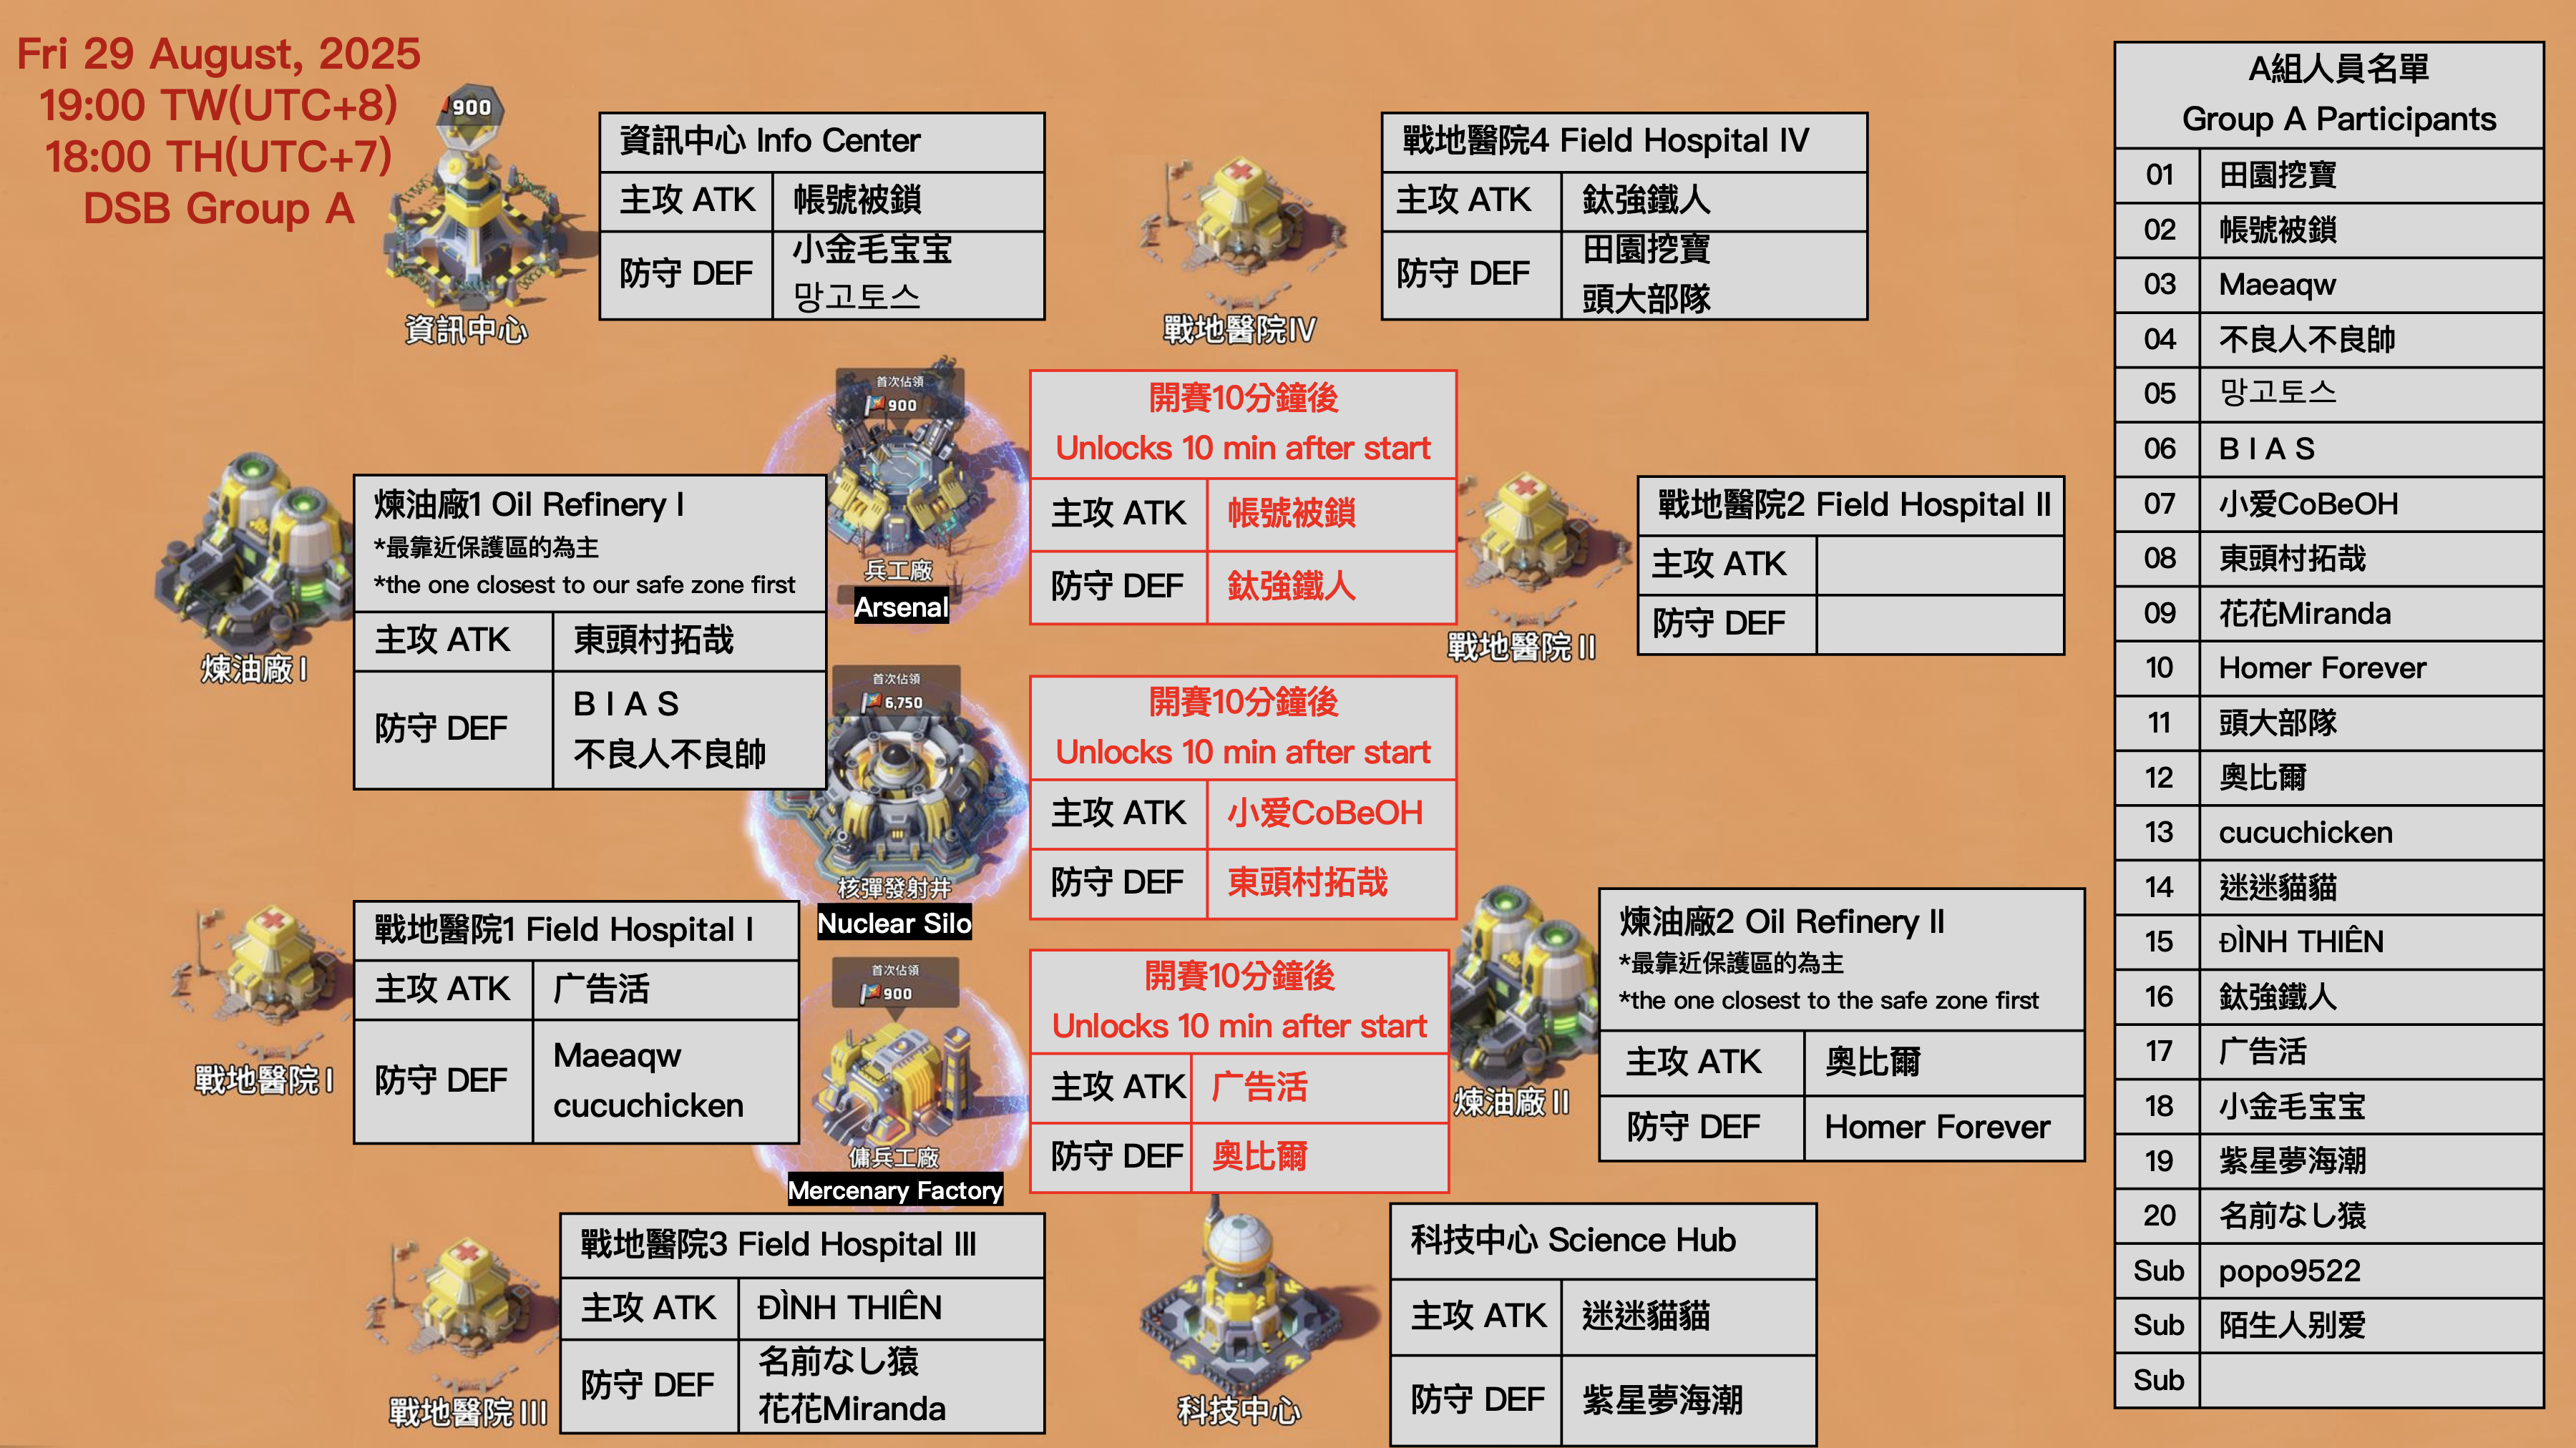 Fri 29 August, 2025
19:00 TW(UTC+8)
18:00 TH(UTC+7)
DSB Group A
900
資訊中心
資訊中心 Info Center
主攻 ATK 帳號被鎖
防守 DEF 小金毛宝宝
망고토스
戰地醫院IV
戰地醫院4 Field Hospital IV
主攻 ATK 鈦強鐵人
防守 DEF 田園挖寶
頭大部隊
首次佔領
900
兵工廠
Arsenal
開賽10分鐘後
Unlocks 10 min after start
主攻 ATK 帳號被鎖
防守 DEF 鈦強鐵人
煉油廠 I
煉油廠1 Oil Refinery I
*最靠近保護區的為主
*the one closest to our safe zone first
主攻 ATK 東頭村拓哉
防守 DEF B I A S
不良人不良帥
戰地醫院 II
戰地醫院2 Field Hospital II
主攻 ATK
防守 DEF
首次佔領
6,750
核彈發射井
Nuclear Silo
開賽10分鐘後
Unlocks 10 min after start
主攻 ATK 小爱CoBeOH
防守 DEF 東頭村拓哉
戰地醫院 I
戰地醫院1 Field Hospital I
主攻 ATK 广告活
防守 DEF Maeaqw
cucuchicken
首次佔領
900
傭兵工廠
Mercenary Factory
開賽10分鐘後
Unlocks 10 min after start
主攻 ATK 广告活
防守 DEF 奧比爾
煉油廠 II
煉油廠2 Oil Refinery II
*最靠近保護區的為主
*the one closest to the safe zone first
主攻 ATK 奧比爾
防守 DEF Homer Forever
戰地醫院 III
戰地醫院3 Field Hospital III
主攻 ATK ĐÌNH THIÊN
防守 DEF 名前なし猿
花花Miranda
科技中心
科技中心 Science Hub
主攻 ATK 迷迷貓貓
防守 DEF 紫星夢海潮
A組人員名單
Group A Participants
01 田園挖寶
02 帳號被鎖
03 Maeaqw
04 不良人不良帥
05 망고토스
06 B I A S
07 小爱CoBeOH
08 東頭村拓哉
09 花花Miranda
10 Homer Forever
11 頭大部隊
12 奧比爾
13 cucuchicken
14 迷迷貓貓
15 ĐÌNH THIÊN
16 鈦強鐵人
17 广告活
18 小金毛宝宝
19 紫星夢海潮
20 名前なし猿
Sub popo9522
Sub 陌生人别爱
Sub